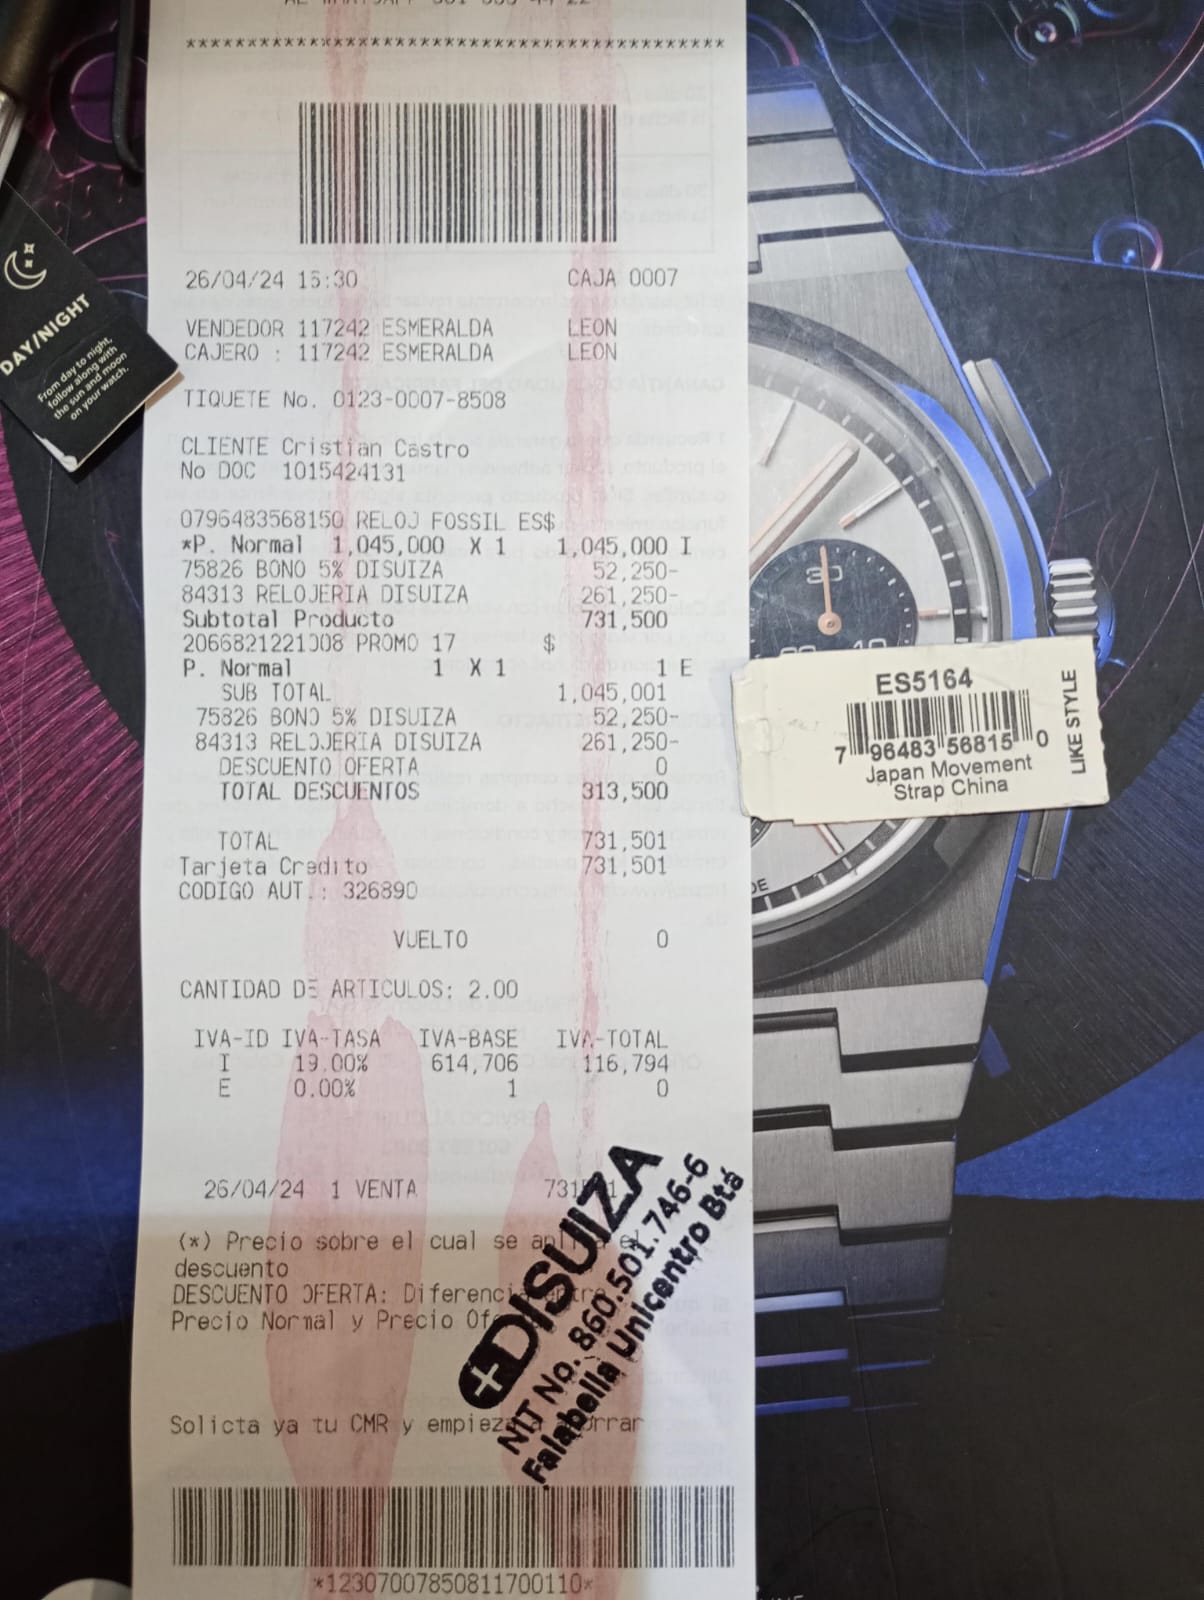 ****************************************
26/04/24 15:30 CAJA 0007
VENDEDOR 117242 ESMERALDA LEON
CAJERO : 117242 ESMERALDA LEON
TIQUETE No. 0123-0007-8508
CLIENTE Cristian Castro
No DOC 1015424131
0796483568150 RELOJ FOSSIL ES$
*P. Normal 1,045,000 X 1 1,045,000 I
75826 BONO 5% DISUIZA 52,250-
84313 RELOJERIA DISUIZA 261,250-
Subtotal Producto 731,500
2066821221008 PROMO 17 $
P. Normal 1 X 1 1 E
SUB TOTAL 1,045,001
75826 BONO 5% DISUIZA 52,250-
84313 RELOJERIA DISUIZA 261,250-
DESCUENTO OFERTA 0
TOTAL DESCUENTOS 313,500
TOTAL 731,501
Tarjeta Credito 731,501
CODIGO AUT.: 326890
VUELTO 0
CANTIDAD DE ARTICULOS: 2.00
IVA-ID IVA-TASA IVA-BASE IVA-TOTAL
I 19.00% 614,706 116,794
E 0.00% 1 0
26/04/24 1 VENTA
(*) Precio sobre el cual se aplica el
descuento
DESCUENTO OFERTA: Diferencia entre
Precio Normal y Precio
Solicta ya tu CMR y empieza a ahorrar
*12307007850811700110*
+DISUIZA
NIT No. 860.501.746-6
Falabella Unicentro Btá
DAY/NIGHT
From day to night,
follow along with
the sun and moon
on your watch.
30
ES5164
7 96483 56815 0
Japan Movement
Strap China
LIKE STYLE